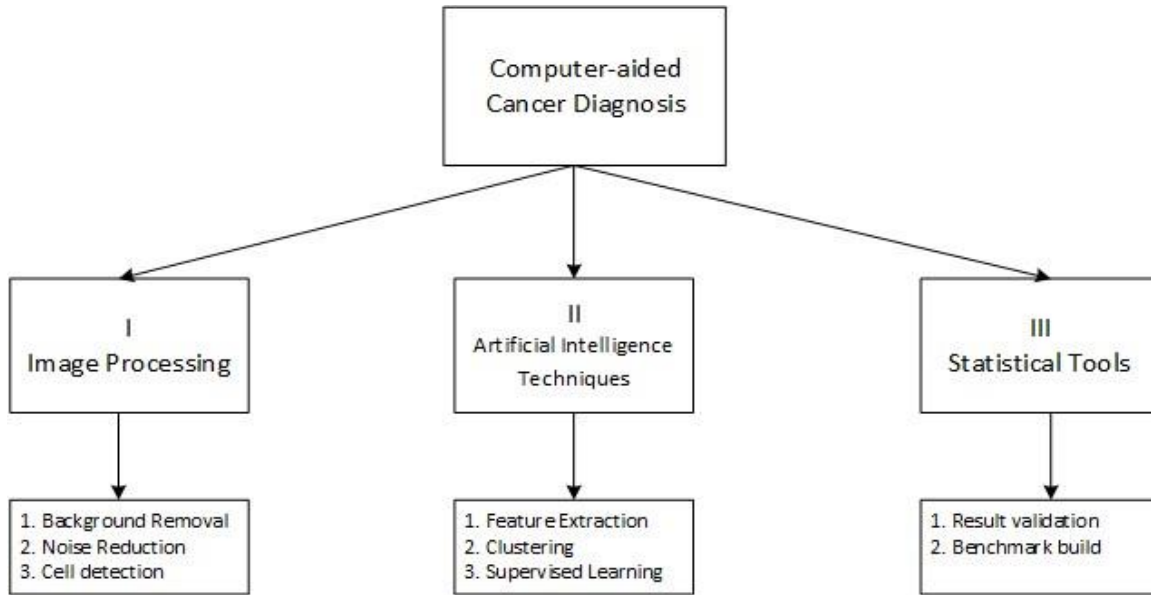 Computer-aided
Cancer Diagnosis
I
Image Processing
II
Artificial Intelligence
Techniques
III
Statistical Tools
1. Background Removal
2. Noise Reduction
3. Cell detection
1. Feature Extraction
2. Clustering
3. Supervised Learning
1. Result validation
2. Benchmark build